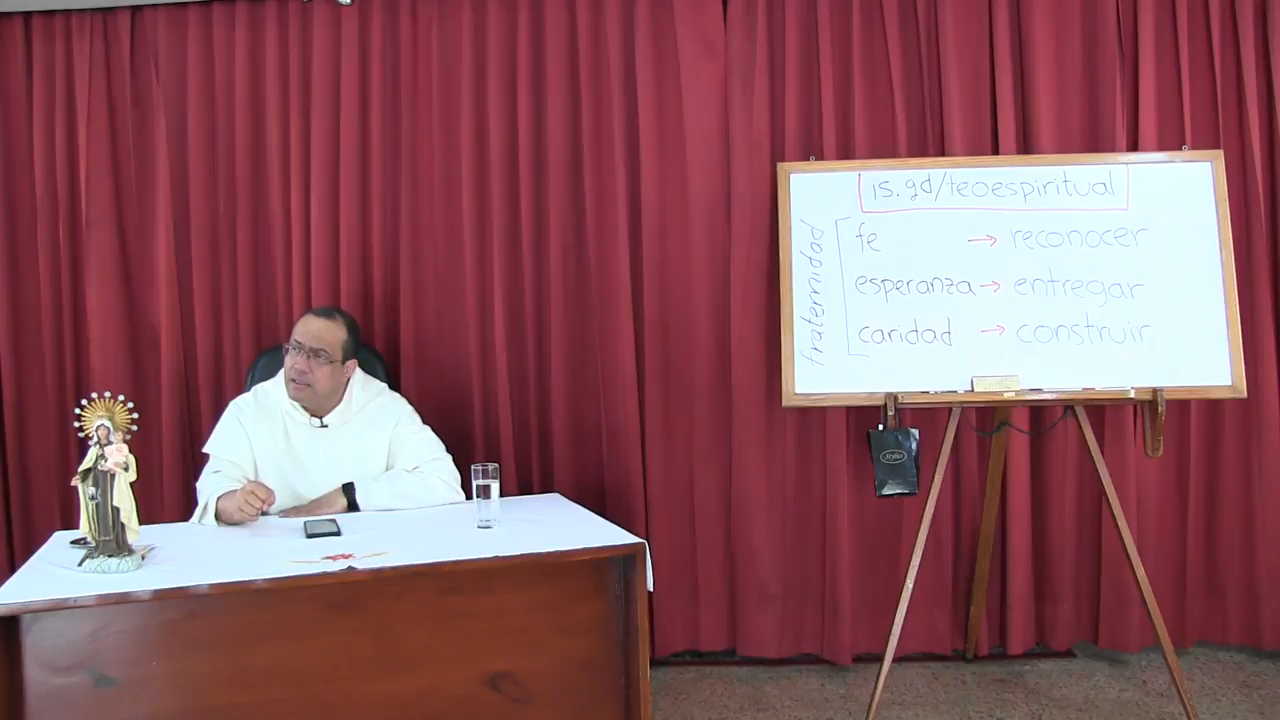 is.gd/teoespiritual
fraternidad
fe → reconocer
esperanza → entregar
caridad → construir
Stylus